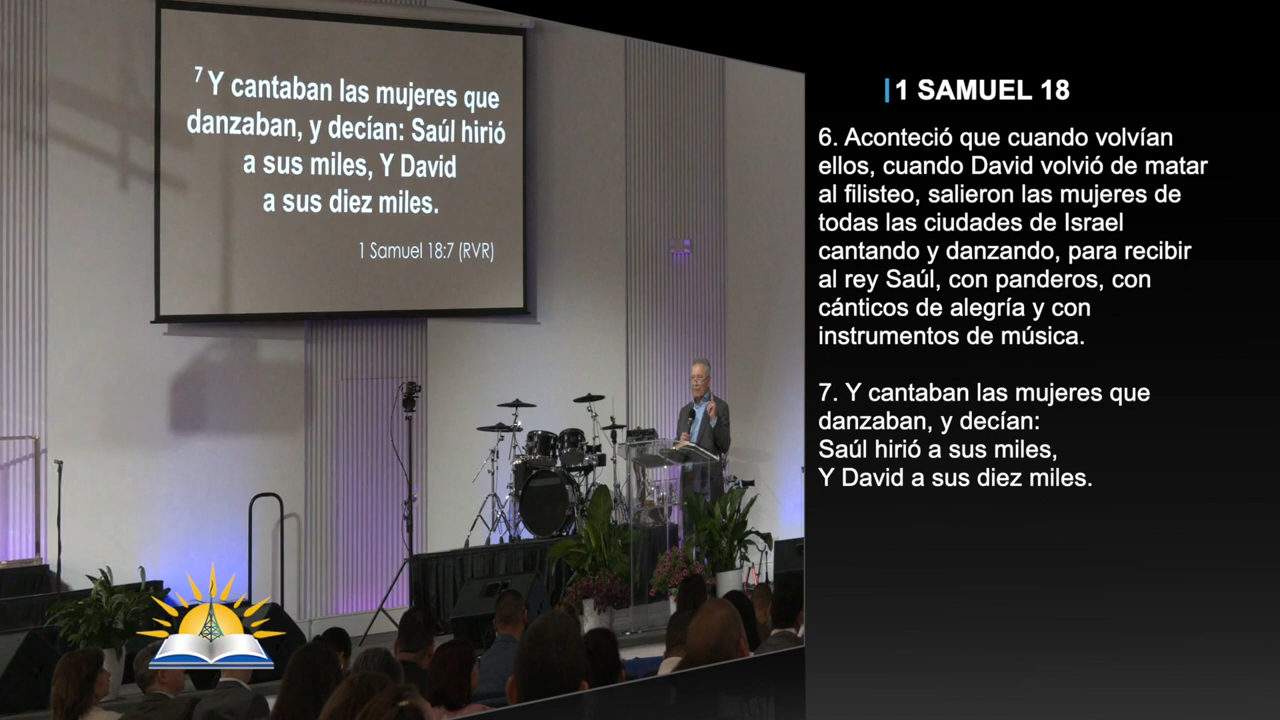 7 Y cantaban las mujeres que
danzaban, y decían: Saúl hirió
a sus miles, Y David
a sus diez miles.
1 Samuel 18:7 (RVR)
1 SAMUEL 18
6. Aconteció que cuando volvían
ellos, cuando David volvió de matar
al filisteo, salieron las mujeres de
todas las ciudades de Israel
cantando y danzando, para recibir
al rey Saúl, con panderos, con
cánticos de alegría y con
instrumentos de música.
7. Y cantaban las mujeres que
danzaban, y decían:
Saúl hirió a sus miles,
Y David a sus diez miles.